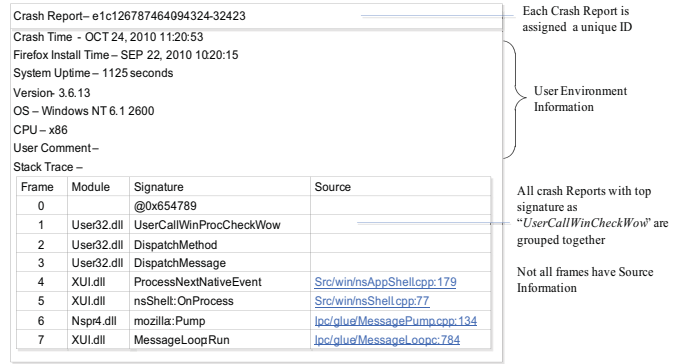 Crash Report– e1c126787464094324-32423
Crash Time - OCT 24, 2010 11:20:53
Firefox Install Time – SEP 22, 2010 10:20:15
System Uptime – 1125 seconds
Version- 3.6.13
OS – Windows NT 6.1 2600
CPU – x86
User Comment –
Stack Trace –
Frame Module Signature Source
0 @0x654789
1 User32.dll UserCallWinProcCheckWow
2 User32.dll DispatchMethod
3 User32.dll DispatchMessage
4 XUI.dll ProcessNextNativeEvent Src/win/nsAppShell.cpp:179
5 XUI.dll nsShell::OnProcess Src/win/nsShell.cpp:77
6 Nspr4.dll mozilla::Pump Ipc/glue/MessagePump.cpp:134
7 XUI.dll MessageLoopRun Ipc/glue/MessageLoopc:784
Each Crash Report is
assigned a unique ID
User Environment
Information
All crash Reports with top
signature as
“UserCallWinCheckWow” are
grouped together
Not all frames have Source
Information